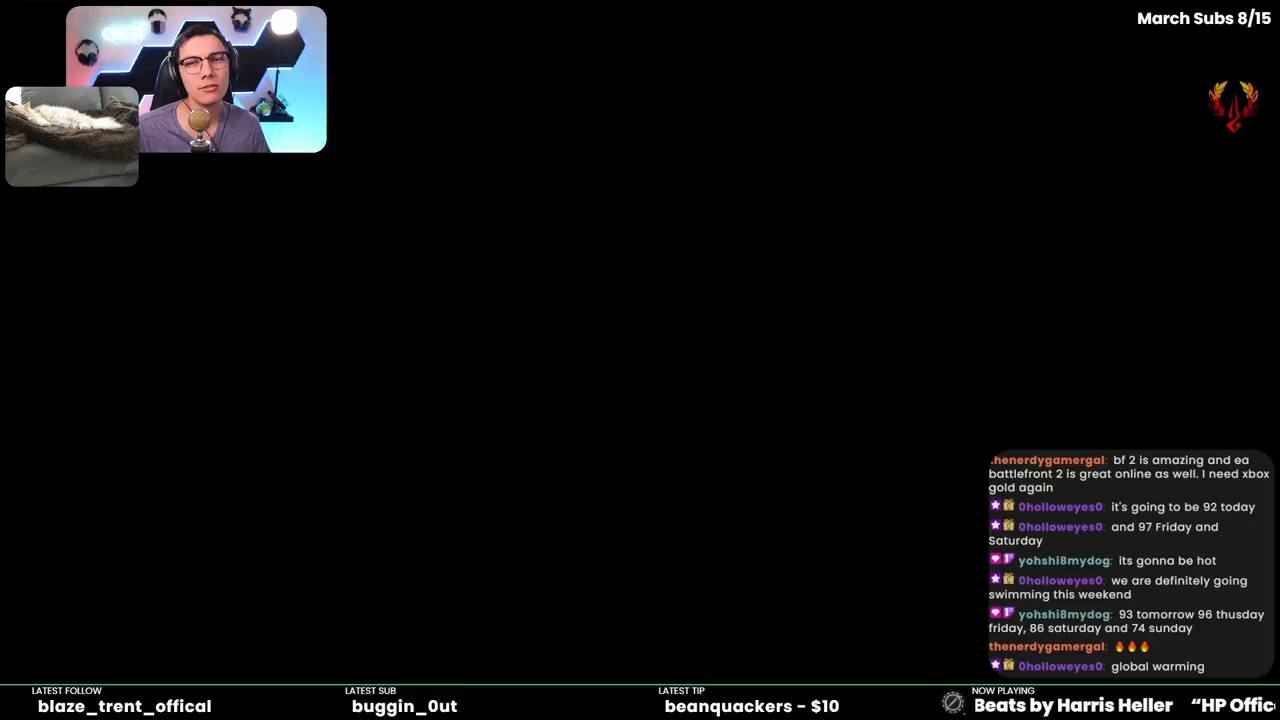 March Subs 8/15
thenerdygamergal: bf 2 is amazing and ea
battlefront 2 is great online as well. I need xbox
gold again
0holloweyes0: it's going to be 92 today
0holloweyes0: and 97 Friday and
Saturday
yohshi8mydog: its gonna be hot
0holloweyes0: we are definitely going
swimming this weekend
yohshi8mydog: 93 tomorrow 96 thusday
friday, 86 saturday and 74 sunday
thenerdygamergal: 🔥🔥🔥
0holloweyes0: global warming
LATEST FOLLOW
blaze_trent_offical
LATEST SUB
buggin_0ut
LATEST TIP
beanquackers - $10
NOW PLAYING
Beats by Harris Heller “HP Offic